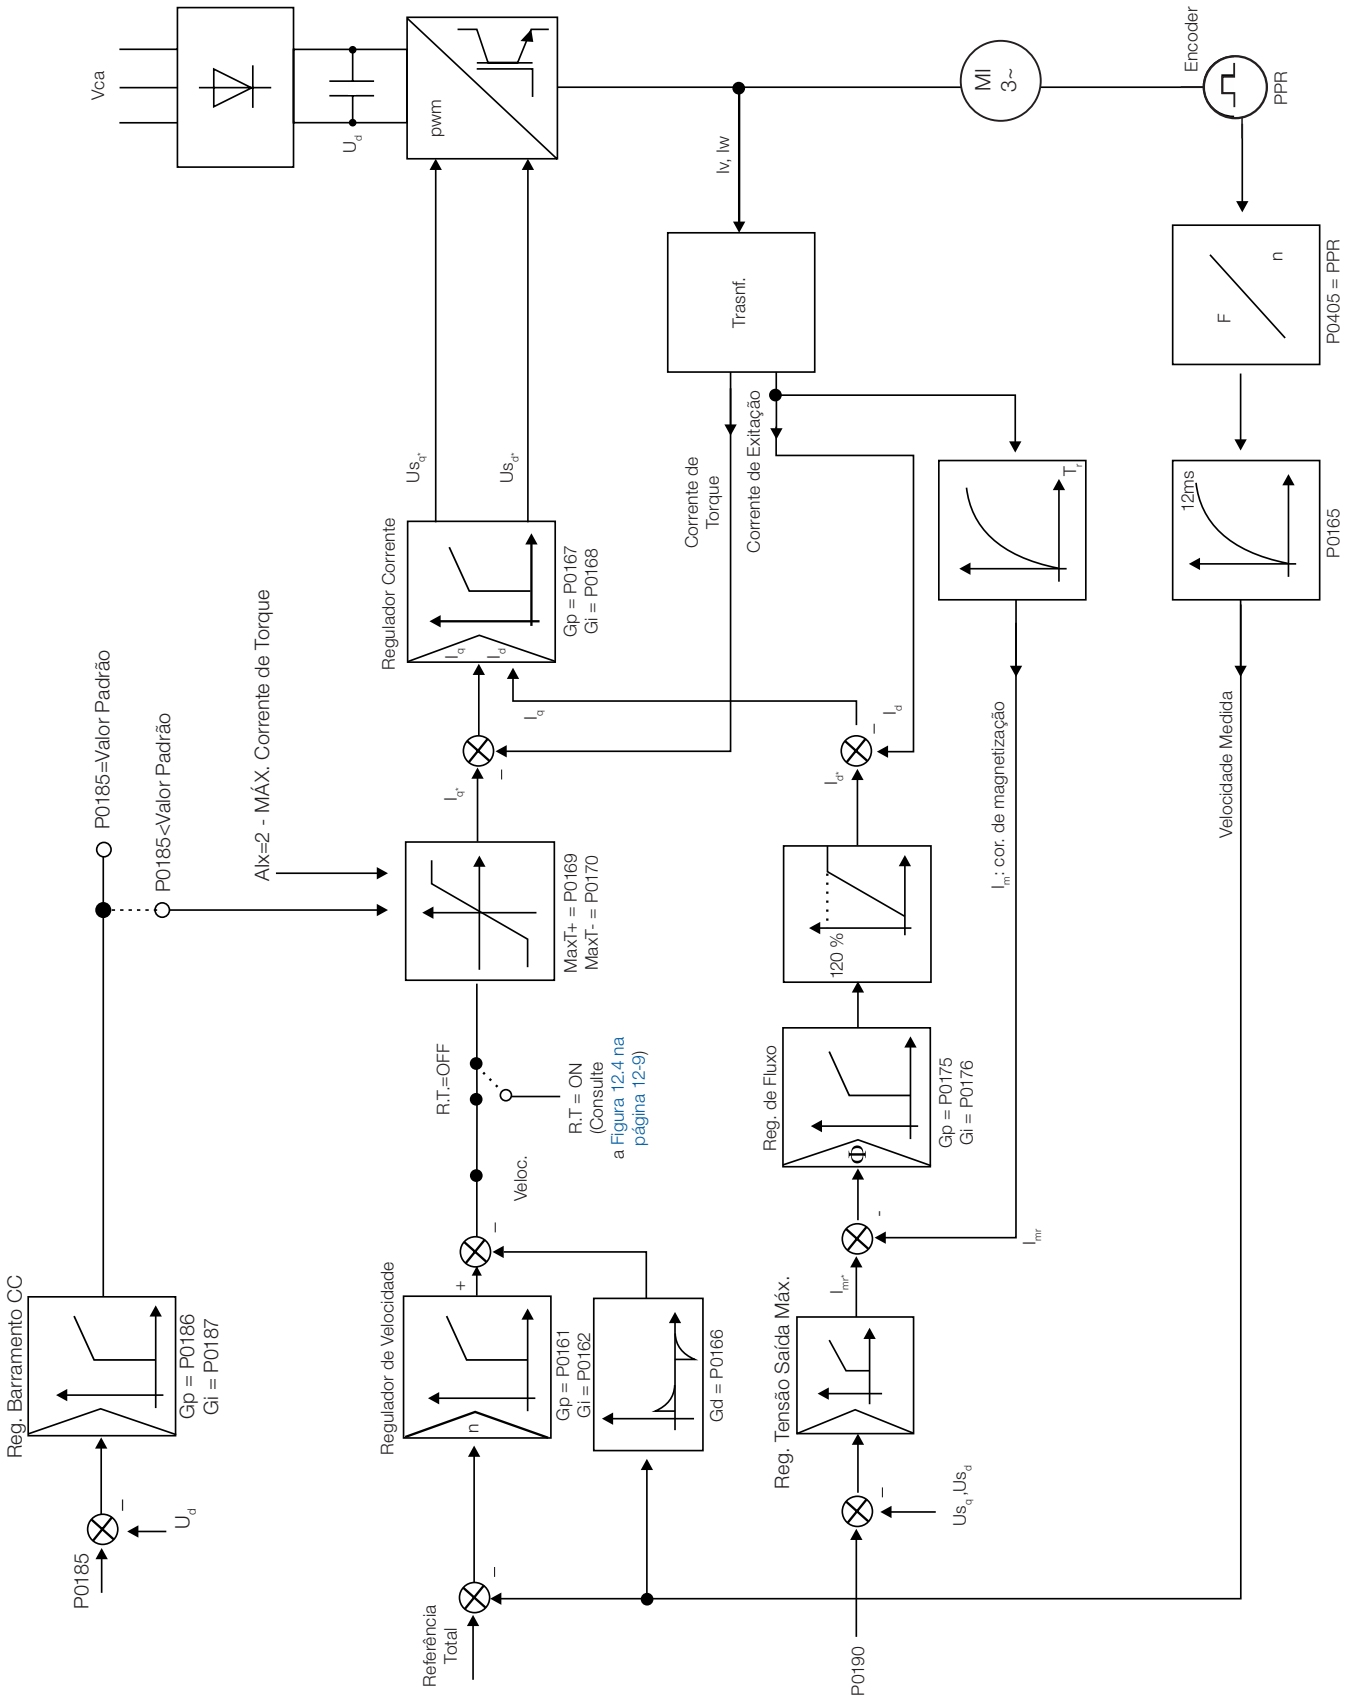 Reg. Barramento CC
P0185
U_d
–
Gp = P0186
Gi = P0187
P0185=Valor Padrão
P0185<Valor Padrão
AIx=2 - MÁX. Corrente de Torque
Vca
U_d
pwm
Referência
Total
–
Regulador de Velocidade
n
Gp = P0161
Gi = P0162
Gd = P0166
+
–
Veloc.
R.T.=OFF
R.T = ON
(Consulte
a Figura 12.4 na
página 12-9)
MaxT+ = P0169
MaxT- = P0170
I_q*
–
Regulador Corrente
I_q
I_d
I_q
Gp = P0167
Gi = P0168
Us_q*
Us_d*
Iv, Iw
MI
3~
Encoder
PPR
Trasnf.
Corrente de
Torque
Corrente de Exitação
P0190
–
Us_q ,Us_d
Reg. Tensão Saída Máx.
I_mr*
-
I_mr
Reg. de Fluxo
Φ
Gp = P0175
Gi = P0176
120 %
I_d*
–
I_d
I_m: cor. de magnetização
T_r
Velocidade Medida
12ms
P0165
F
n
P0405 = PPR